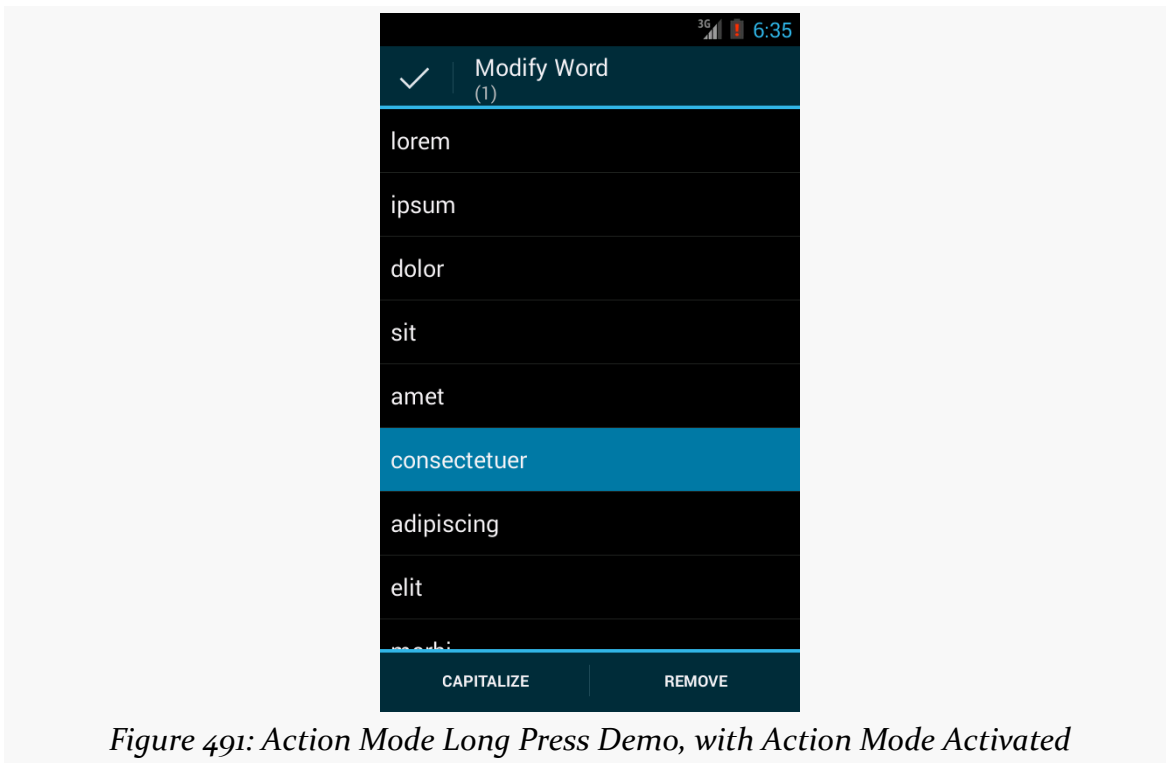 3G 6:35
Modify Word
(1)
lorem
ipsum
dolor
sit
amet
consectetuer
adipiscing
elit
morbi
CAPITALIZE REMOVE
Figure 491: Action Mode Long Press Demo, with Action Mode Activated